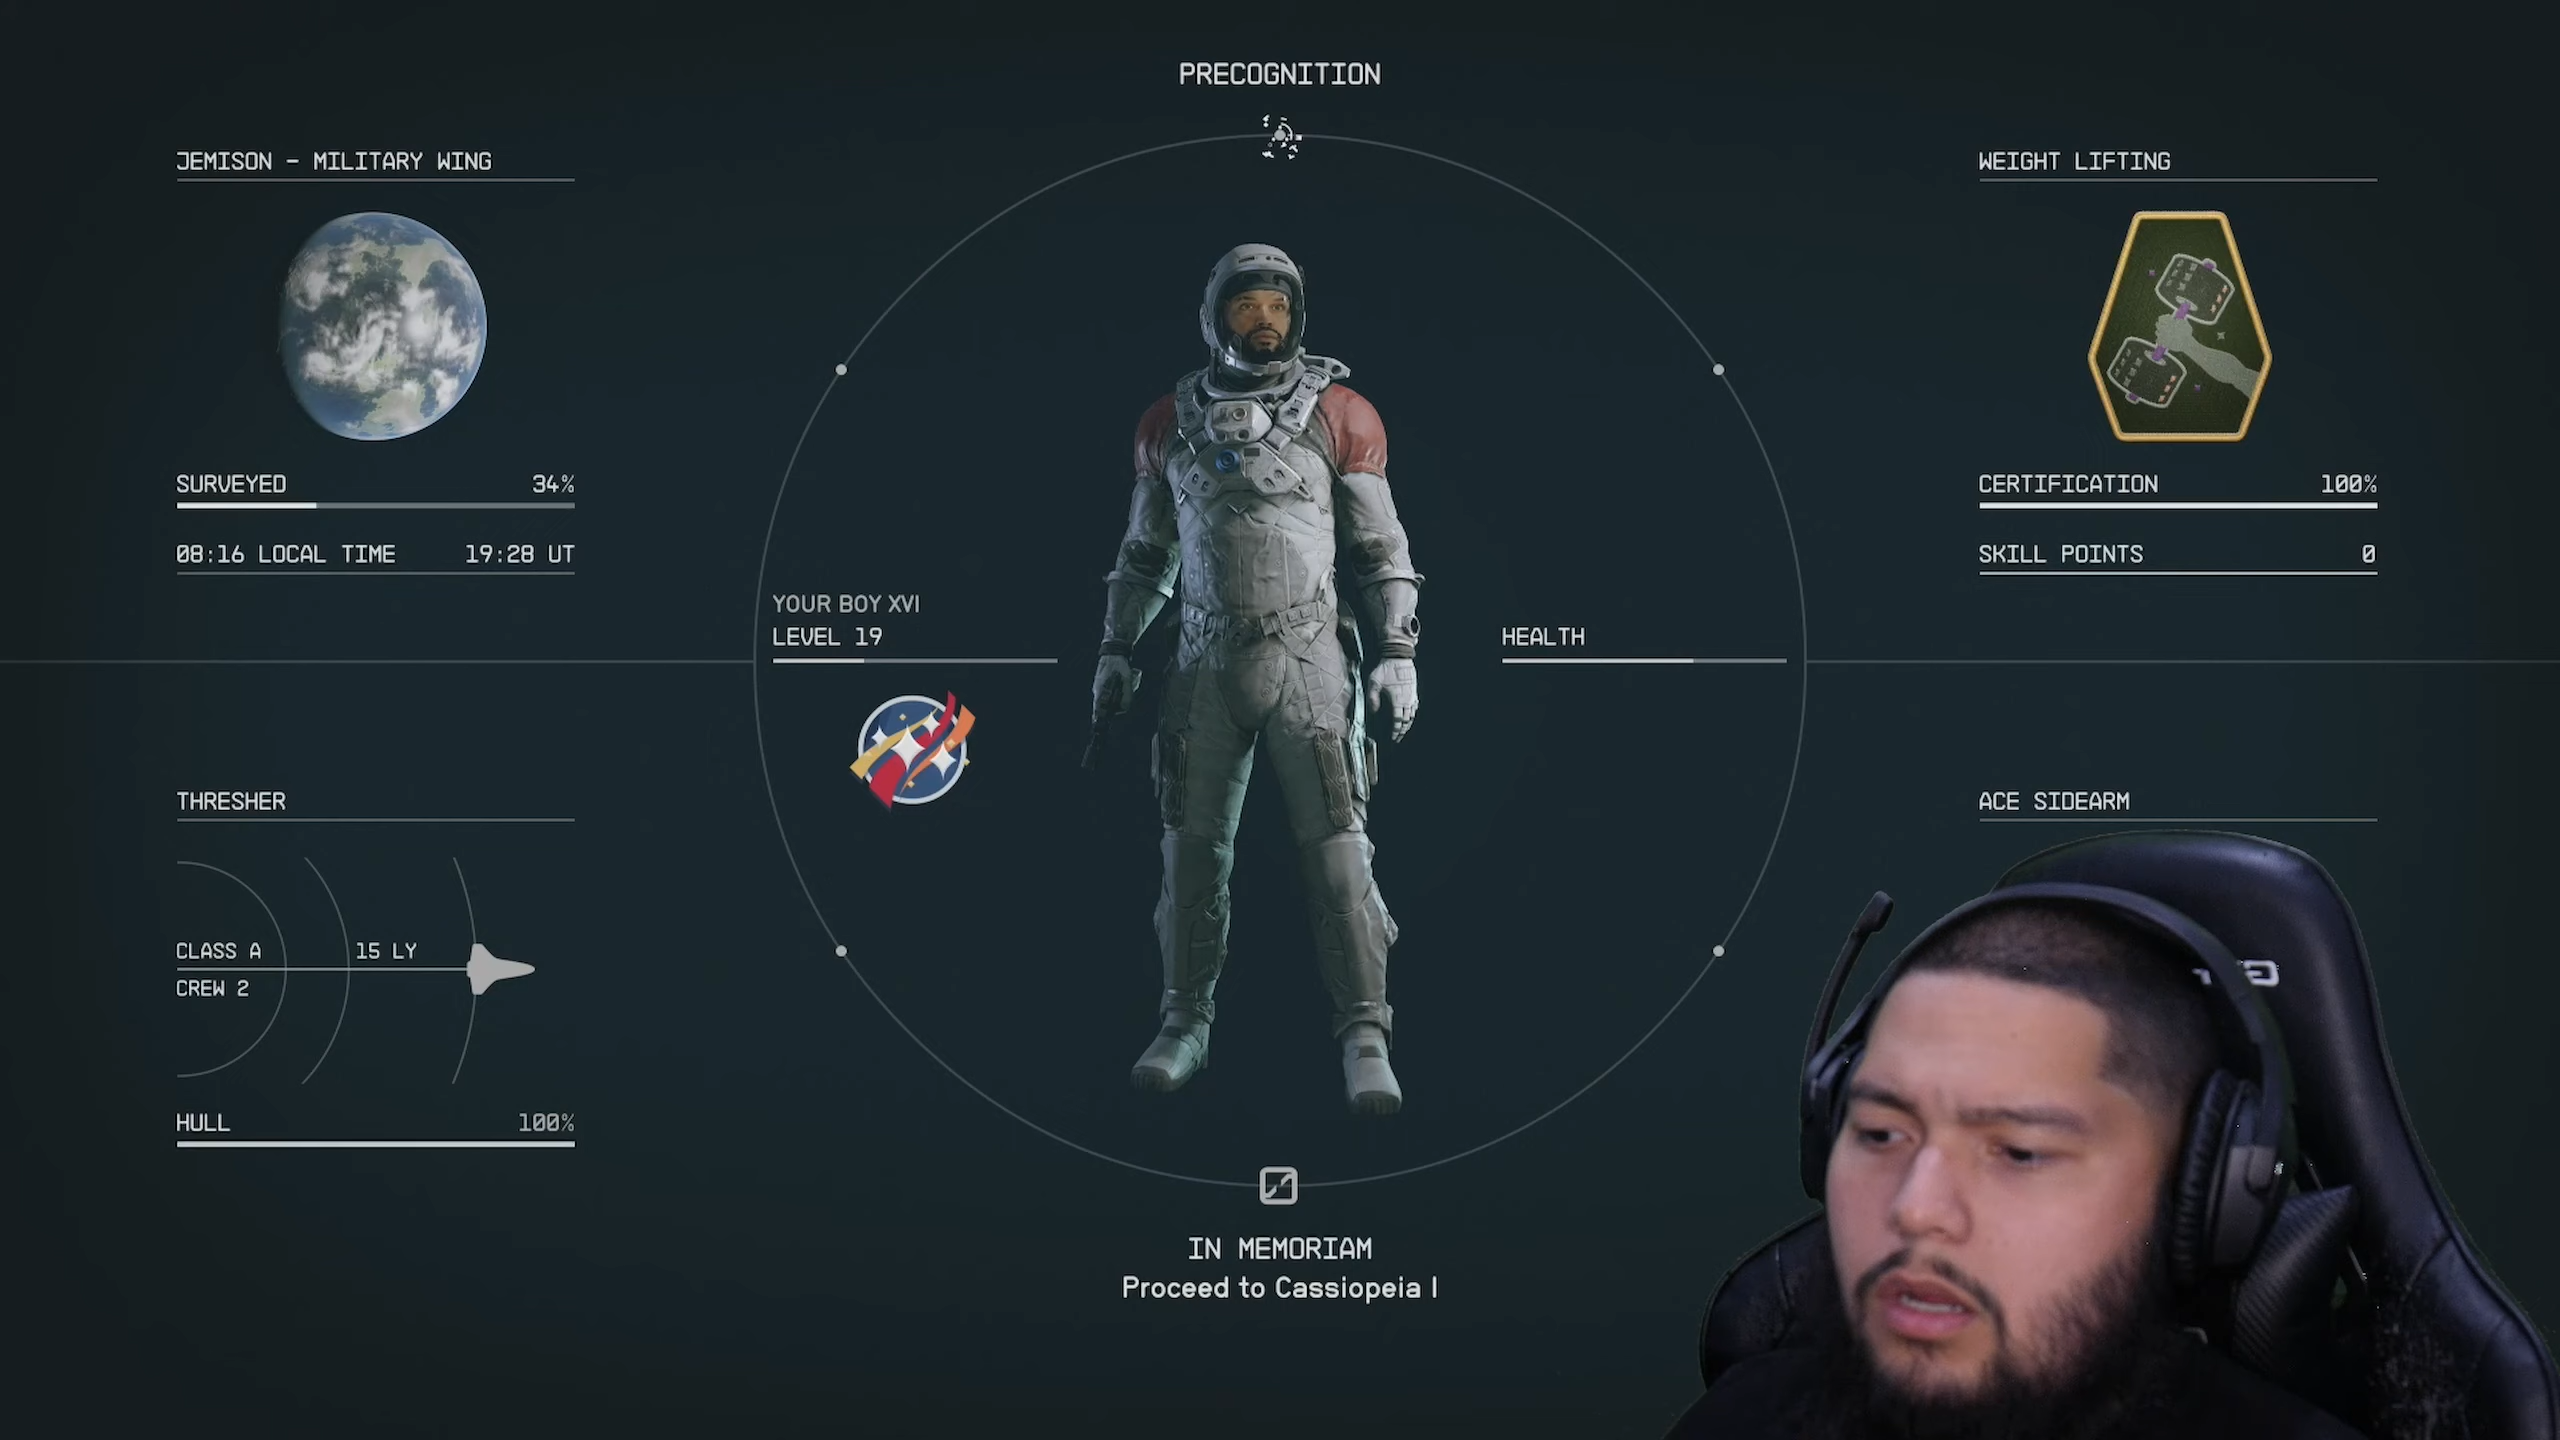 PRECOGNITION
JEMISON - MILITARY WING
SURVEYED 34%
08:16 LOCAL TIME 19:28 UT
WEIGHT LIFTING
CERTIFICATION 100%
SKILL POINTS 0
YOUR BOY XVI
LEVEL 19
HEALTH
THRESHER
CLASS A 15 LY
CREW 2
HULL 100%
ACE SIDEARM
IN MEMORIAM
Proceed to Cassiopeia I